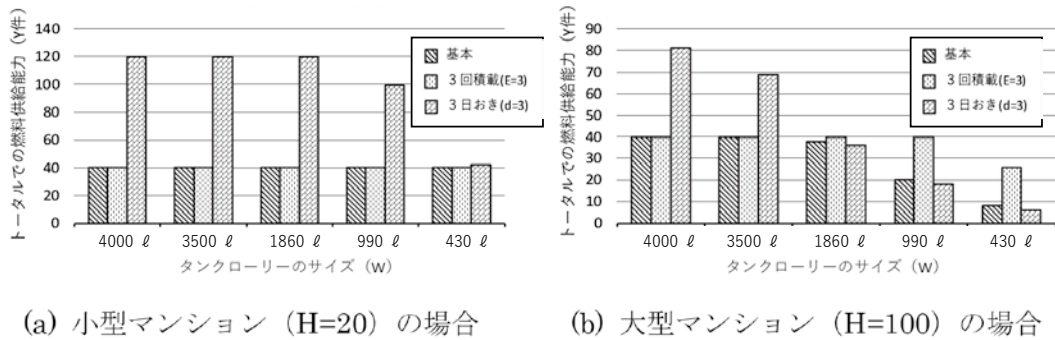 トータルでの燃料供給能力（Y件）
140
120
100
80
60
40
20
0
基本
３回積載(E=3)
３日おき(d=3)
4000 ℓ 3500 ℓ 1860 ℓ 990 ℓ 430 ℓ
タンクローリーのサイズ（W）
(a) 小型マンション（H=20）の場合
トータルでの燃料供給能力（Y件）
90
80
70
60
50
40
30
20
10
0
基本
３回積載(E=3)
３日おき(d=3)
4000 ℓ 3500 ℓ 1860 ℓ 990 ℓ 430 ℓ
タンクローリーのサイズ（W）
(b) 大型マンション（H=100）の場合